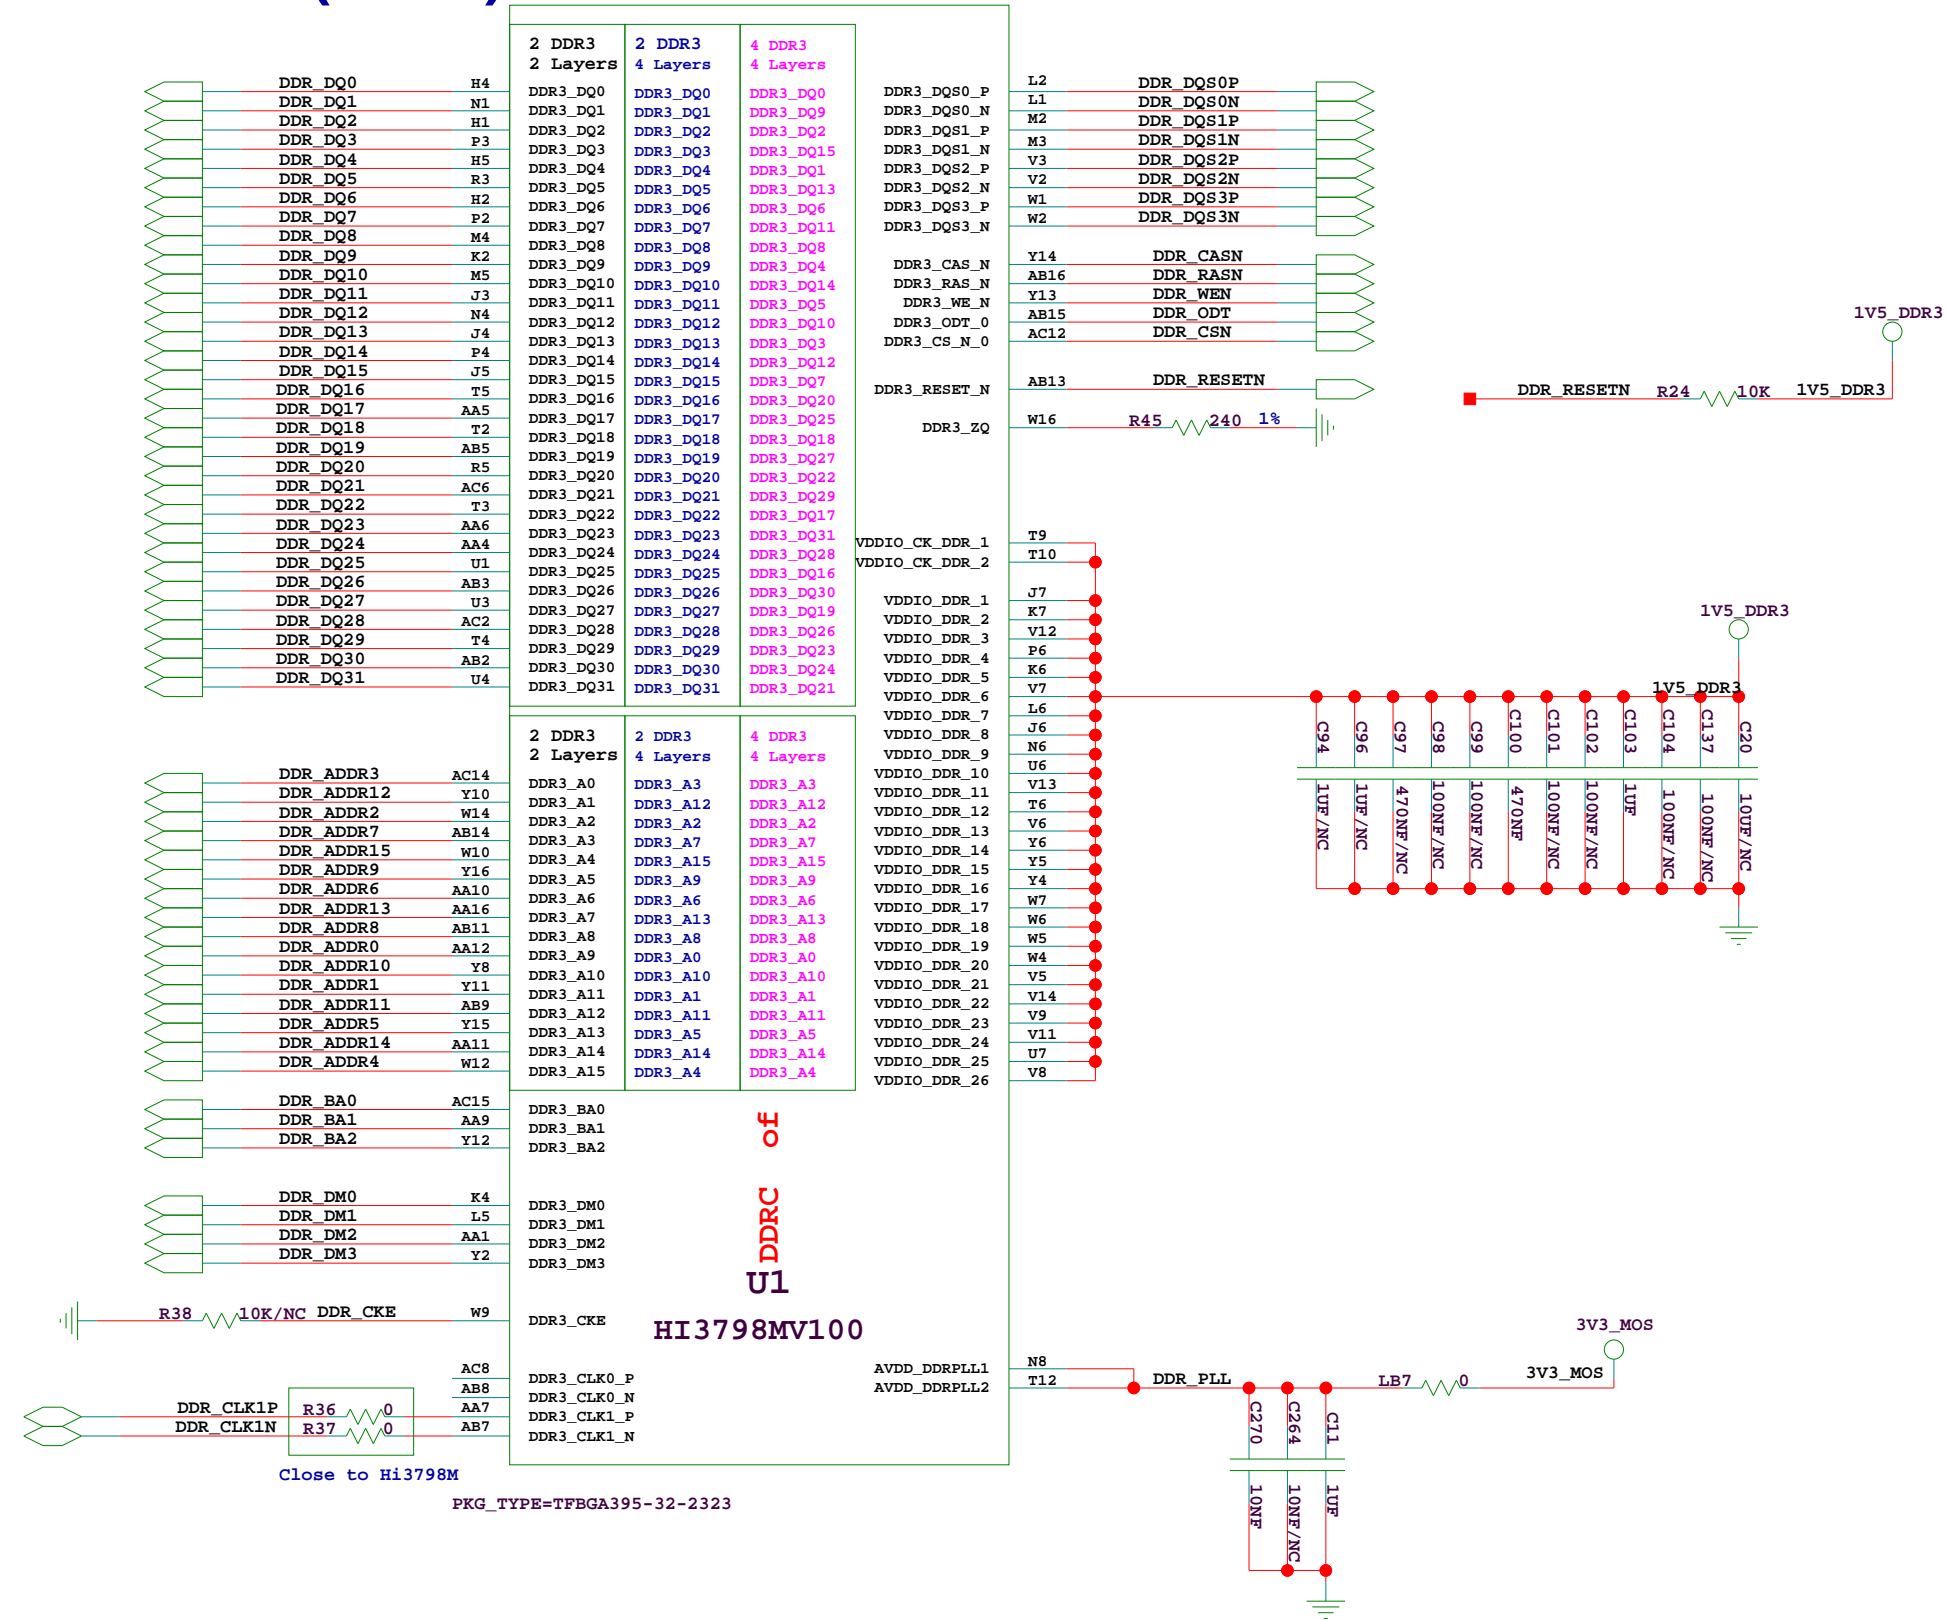 2 DDR3 2 DDR3 4 DDR3
2 Layers 4 Layers 4 Layers
DDR_DQ0 H4 DDR3_DQ0 DDR3_DQ0 DDR3_DQ0
DDR_DQ1 N1 DDR3_DQ1 DDR3_DQ1 DDR3_DQ9
DDR_DQ2 H1 DDR3_DQ2 DDR3_DQ2 DDR3_DQ2
DDR_DQ3 P3 DDR3_DQ3 DDR3_DQ3 DDR3_DQ15
DDR_DQ4 H5 DDR3_DQ4 DDR3_DQ4 DDR3_DQ1
DDR_DQ5 R3 DDR3_DQ5 DDR3_DQ5 DDR3_DQ13
DDR_DQ6 H2 DDR3_DQ6 DDR3_DQ6 DDR3_DQ6
DDR_DQ7 P2 DDR3_DQ7 DDR3_DQ7 DDR3_DQ11
DDR_DQ8 M4 DDR3_DQ8 DDR3_DQ8 DDR3_DQ8
DDR_DQ9 K2 DDR3_DQ9 DDR3_DQ9 DDR3_DQ4
DDR_DQ10 M5 DDR3_DQ10 DDR3_DQ10 DDR3_DQ14
DDR_DQ11 J3 DDR3_DQ11 DDR3_DQ11 DDR3_DQ5
DDR_DQ12 N4 DDR3_DQ12 DDR3_DQ12 DDR3_DQ10
DDR_DQ13 J4 DDR3_DQ13 DDR3_DQ13 DDR3_DQ3
DDR_DQ14 P4 DDR3_DQ14 DDR3_DQ14 DDR3_DQ12
DDR_DQ15 J5 DDR3_DQ15 DDR3_DQ15 DDR3_DQ7
DDR_DQ16 T5 DDR3_DQ16 DDR3_DQ16 DDR3_DQ20
DDR_DQ17 AA5 DDR3_DQ17 DDR3_DQ17 DDR3_DQ25
DDR_DQ18 T2 DDR3_DQ18 DDR3_DQ18 DDR3_DQ18
DDR_DQ19 AB5 DDR3_DQ19 DDR3_DQ19 DDR3_DQ27
DDR_DQ20 R5 DDR3_DQ20 DDR3_DQ20 DDR3_DQ22
DDR_DQ21 AC6 DDR3_DQ21 DDR3_DQ21 DDR3_DQ29
DDR_DQ22 T3 DDR3_DQ22 DDR3_DQ22 DDR3_DQ17
DDR_DQ23 AA6 DDR3_DQ23 DDR3_DQ23 DDR3_DQ31
DDR_DQ24 AA4 DDR3_DQ24 DDR3_DQ24 DDR3_DQ28
DDR_DQ25 U1 DDR3_DQ25 DDR3_DQ25 DDR3_DQ16
DDR_DQ26 AB3 DDR3_DQ26 DDR3_DQ26 DDR3_DQ30
DDR_DQ27 U3 DDR3_DQ27 DDR3_DQ27 DDR3_DQ19
DDR_DQ28 AC2 DDR3_DQ28 DDR3_DQ28 DDR3_DQ26
DDR_DQ29 T4 DDR3_DQ29 DDR3_DQ29 DDR3_DQ23
DDR_DQ30 AB2 DDR3_DQ30 DDR3_DQ30 DDR3_DQ24
DDR_DQ31 U4 DDR3_DQ31 DDR3_DQ31 DDR3_DQ21
2 DDR3 2 DDR3 4 DDR3
2 Layers 4 Layers 4 Layers
DDR_ADDR3 AC14 DDR3_A0 DDR3_A3 DDR3_A3
DDR_ADDR12 Y10 DDR3_A1 DDR3_A12 DDR3_A12
DDR_ADDR2 W14 DDR3_A2 DDR3_A2 DDR3_A2
DDR_ADDR7 AB14 DDR3_A3 DDR3_A7 DDR3_A7
DDR_ADDR15 W10 DDR3_A4 DDR3_A15 DDR3_A15
DDR_ADDR9 Y16 DDR3_A5 DDR3_A9 DDR3_A9
DDR_ADDR6 AA10 DDR3_A6 DDR3_A6 DDR3_A6
DDR_ADDR13 AA16 DDR3_A7 DDR3_A13 DDR3_A13
DDR_ADDR8 AB11 DDR3_A8 DDR3_A8 DDR3_A8
DDR_ADDR0 AA12 DDR3_A9 DDR3_A0 DDR3_A0
DDR_ADDR10 Y8 DDR3_A10 DDR3_A10 DDR3_A10
DDR_ADDR1 Y11 DDR3_A11 DDR3_A1 DDR3_A1
DDR_ADDR11 AB9 DDR3_A12 DDR3_A11 DDR3_A11
DDR_ADDR5 Y15 DDR3_A13 DDR3_A5 DDR3_A5
DDR_ADDR14 AA11 DDR3_A14 DDR3_A14 DDR3_A14
DDR_ADDR4 W12 DDR3_A15 DDR3_A4 DDR3_A4
DDR_BA0 AC15 DDR3_BA0
DDR_BA1 AA9 DDR3_BA1
DDR_BA2 Y12 DDR3_BA2
DDR_DM0 K4 DDR3_DM0
DDR_DM1 L5 DDR3_DM1
DDR_DM2 AA1 DDR3_DM2
DDR_DM3 Y2 DDR3_DM3
R38 10K/NC DDR_CKE W9 DDR3_CKE
AC8 DDR3_CLK0_P
AB8 DDR3_CLK0_N
DDR_CLK1P R36 0 AA7 DDR3_CLK1_P
DDR_CLK1N R37 0 AB7 DDR3_CLK1_N
Close to Hi3798M
PKG_TYPE=TFBGA395-32-2323
DDRC of
U1
HI3798MV100
DDR3_DQS0_P L2 DDR_DQS0P
DDR3_DQS0_N L1 DDR_DQS0N
DDR3_DQS1_P M2 DDR_DQS1P
DDR3_DQS1_N M3 DDR_DQS1N
DDR3_DQS2_P V3 DDR_DQS2P
DDR3_DQS2_N V2 DDR_DQS2N
DDR3_DQS3_P W1 DDR_DQS3P
DDR3_DQS3_N W2 DDR_DQS3N
DDR3_CAS_N Y14 DDR_CASN
DDR3_RAS_N AB16 DDR_RASN
DDR3_WE_N Y13 DDR_WEN
DDR3_ODT_0 AB15 DDR_ODT
DDR3_CS_N_0 AC12 DDR_CSN
DDR3_RESET_N AB13 DDR_RESETN
DDR3_ZQ W16 R45 240 1%
1V5_DDR3
DDR_RESETN R24 10K 1V5_DDR3
VDDIO_CK_DDR_1 T9
VDDIO_CK_DDR_2 T10
VDDIO_DDR_1 J7
VDDIO_DDR_2 K7
VDDIO_DDR_3 V12
VDDIO_DDR_4 P6
VDDIO_DDR_5 K6
VDDIO_DDR_6 V7
VDDIO_DDR_7 L6
VDDIO_DDR_8 J6
VDDIO_DDR_9 N6
VDDIO_DDR_10 U6
VDDIO_DDR_11 V13
VDDIO_DDR_12 T6
VDDIO_DDR_13 V6
VDDIO_DDR_14 Y6
VDDIO_DDR_15 Y5
VDDIO_DDR_16 Y4
VDDIO_DDR_17 W7
VDDIO_DDR_18 W6
VDDIO_DDR_19 W5
VDDIO_DDR_20 W4
VDDIO_DDR_21 V5
VDDIO_DDR_22 V14
VDDIO_DDR_23 V9
VDDIO_DDR_24 V11
VDDIO_DDR_25 U7
VDDIO_DDR_26 V8
1V5_DDR3
1V5_DDR3
C94 1UF/NC
C96 1UF/NC
C97 470NF/NC
C98 100NF/NC
C99 100NF/NC
C100 470NF
C101 100NF/NC
C102 100NF/NC
C103 1UF
C104 100NF/NC
C137 100NF/NC
C20 10UF/NC
AVDD_DDRPLL1 N8
AVDD_DDRPLL2 T12 DDR_PLL LB7 0 3V3_MOS
3V3_MOS
C270 10NF
C264 10NF/NC
C11 1UF